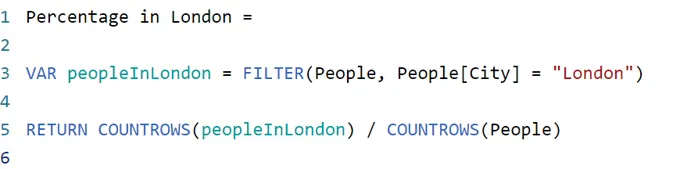 1 Percentage in London =
2
3 VAR peopleInLondon = FILTER(People, People[City] = "London")
4
5 RETURN COUNTROWS(peopleInLondon) / COUNTROWS(People)
6